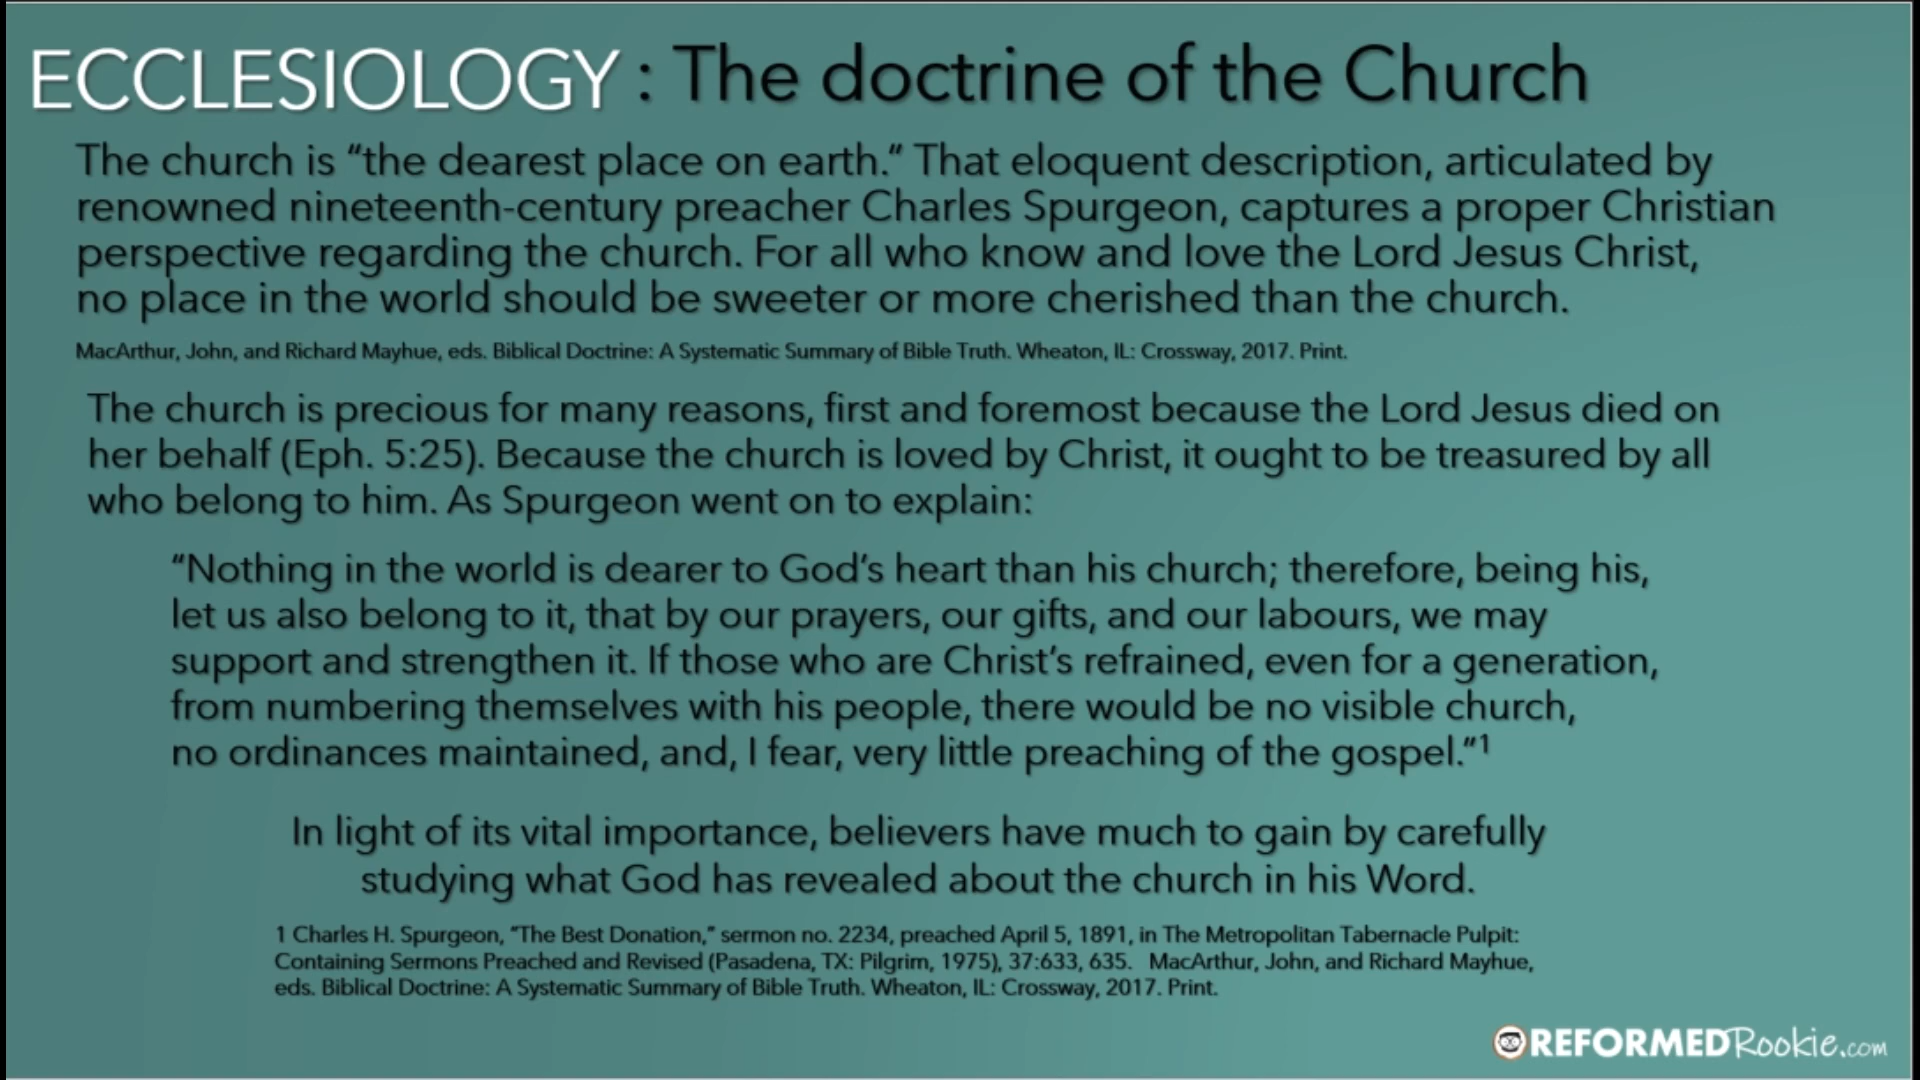 ECCLESIOLOGY : The doctrine of the Church
The church is “the dearest place on earth.” That eloquent description, articulated by
renowned nineteenth-century preacher Charles Spurgeon, captures a proper Christian
perspective regarding the church. For all who know and love the Lord Jesus Christ,
no place in the world should be sweeter or more cherished than the church.
MacArthur, John, and Richard Mayhue, eds. Biblical Doctrine: A Systematic Summary of Bible Truth. Wheaton, IL: Crossway, 2017. Print.
The church is precious for many reasons, first and foremost because the Lord Jesus died on
her behalf (Eph. 5:25). Because the church is loved by Christ, it ought to be treasured by all
who belong to him. As Spurgeon went on to explain:
“Nothing in the world is dearer to God’s heart than his church; therefore, being his,
let us also belong to it, that by our prayers, our gifts, and our labours, we may
support and strengthen it. If those who are Christ’s refrained, even for a generation,
from numbering themselves with his people, there would be no visible church,
no ordinances maintained, and, I fear, very little preaching of the gospel.”1
In light of its vital importance, believers have much to gain by carefully
studying what God has revealed about the church in his Word.
1 Charles H. Spurgeon, “The Best Donation,” sermon no. 2234, preached April 5, 1891, in The Metropolitan Tabernacle Pulpit:
Containing Sermons Preached and Revised (Pasadena, TX: Pilgrim, 1975), 37:633, 635. MacArthur, John, and Richard Mayhue,
eds. Biblical Doctrine: A Systematic Summary of Bible Truth. Wheaton, IL: Crossway, 2017. Print.
REFORMEDRookie.com